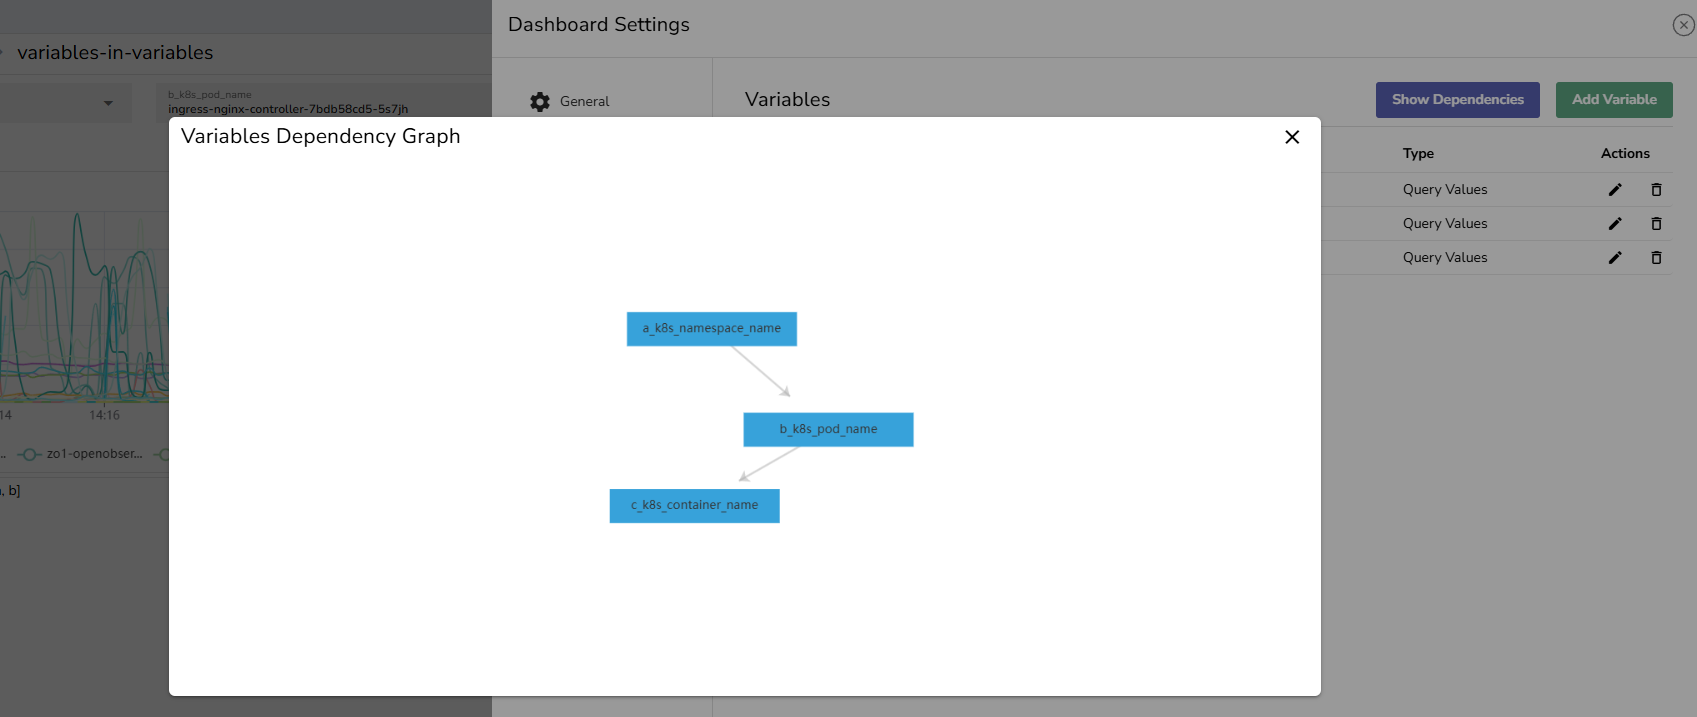 Dashboard Settings
variables-in-variables
b_k8s_pod_name
ingress-nginx-controller-7bdb58cd5-5s7jh
General
Variables
Show Dependencies
Add Variable
Variables Dependency Graph
Type
Actions
Query Values
Query Values
Query Values
a_k8s_namespace_name
b_k8s_pod_name
c_k8s_container_name
14
14:16
zo1-openobser...
, b]